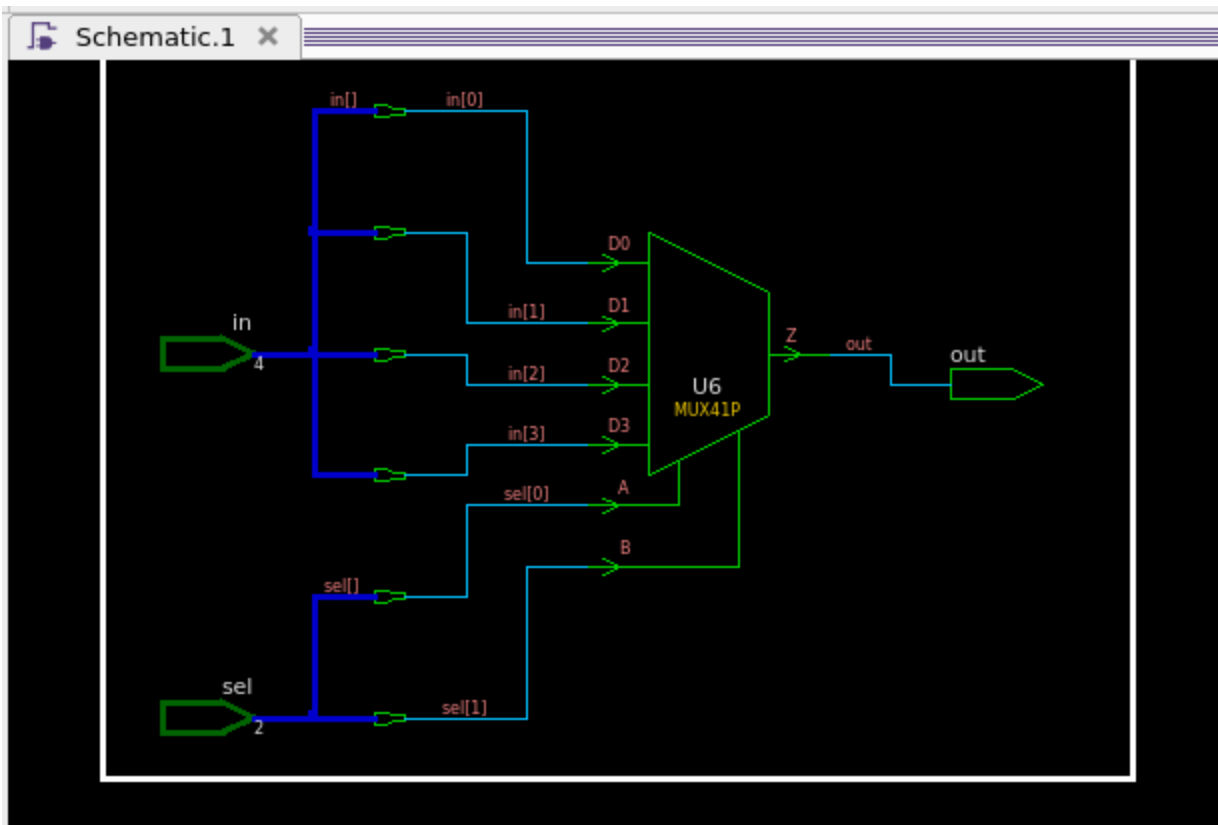 Schematic.1
in[] in[0]
D0
D1
in[1]
in
4
D2
in[2]
Z
out
out
U6
MUX41P
D3
in[3]
A
sel[0]
B
sel[]
sel
2
sel[1]